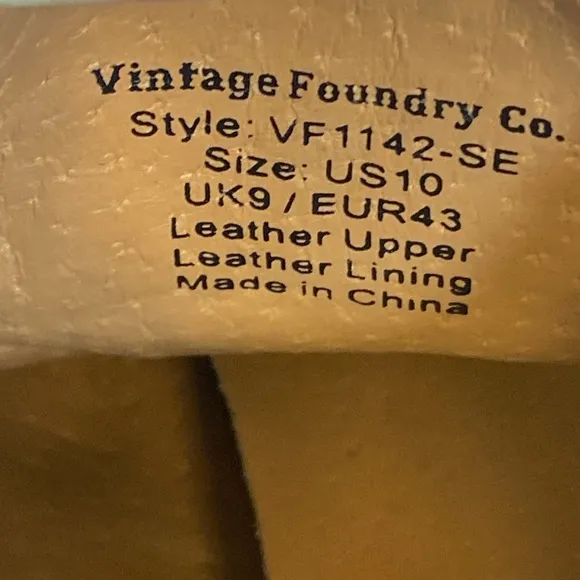 Vintage Foundry Co.
Style: VF1142-SE
Size: US10
UK9 / EUR43
Leather Upper
Leather Lining
Made in China